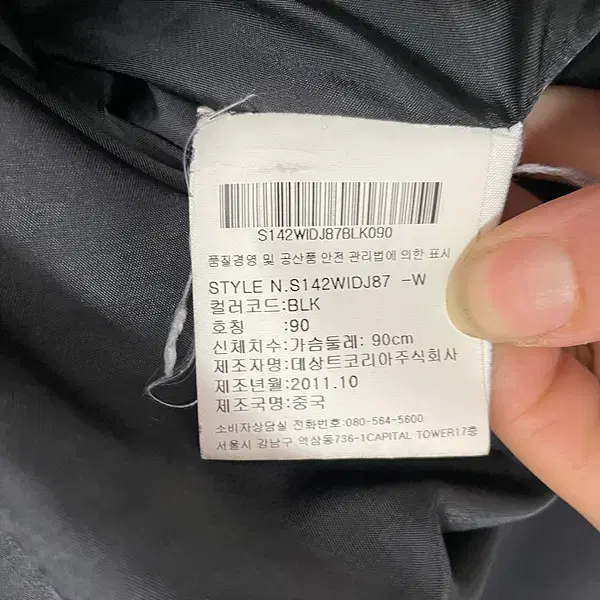 S142WIDJ87BLK090
품질경영 및 공산품 안전 관리법에 의한 표시
STYLE N.S142WIDJ87 -W
컬러코드:BLK
호칭 :90
신체치수:가슴둘레: 90cm
제조자명:데상트코리아주식회사
제조년월:2011.10
제조국명:중국
소비자상담실 전화번호:080-564-5600
서울시 강남구 역삼동736-1CAPITAL TOWER17층